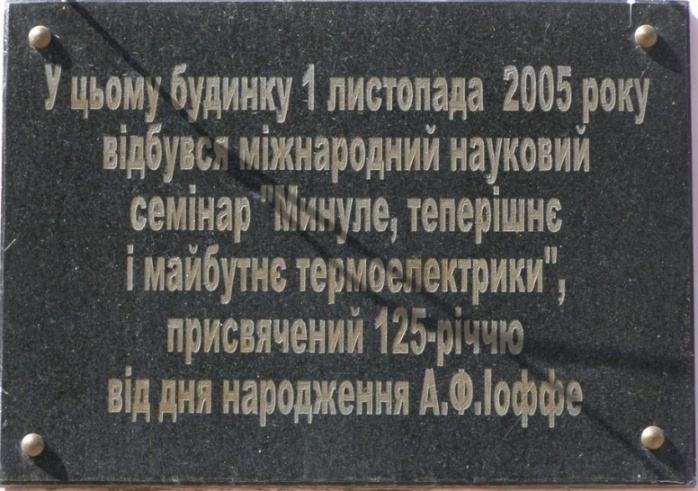 У цьому будинку 1 листопада 2005 року
відбувся міжнародний науковий
семінар "Минуле, теперішнє
і майбутнє термоелектрики",
присвячений 125-річчю
від дня народження А.Ф.Іоффе